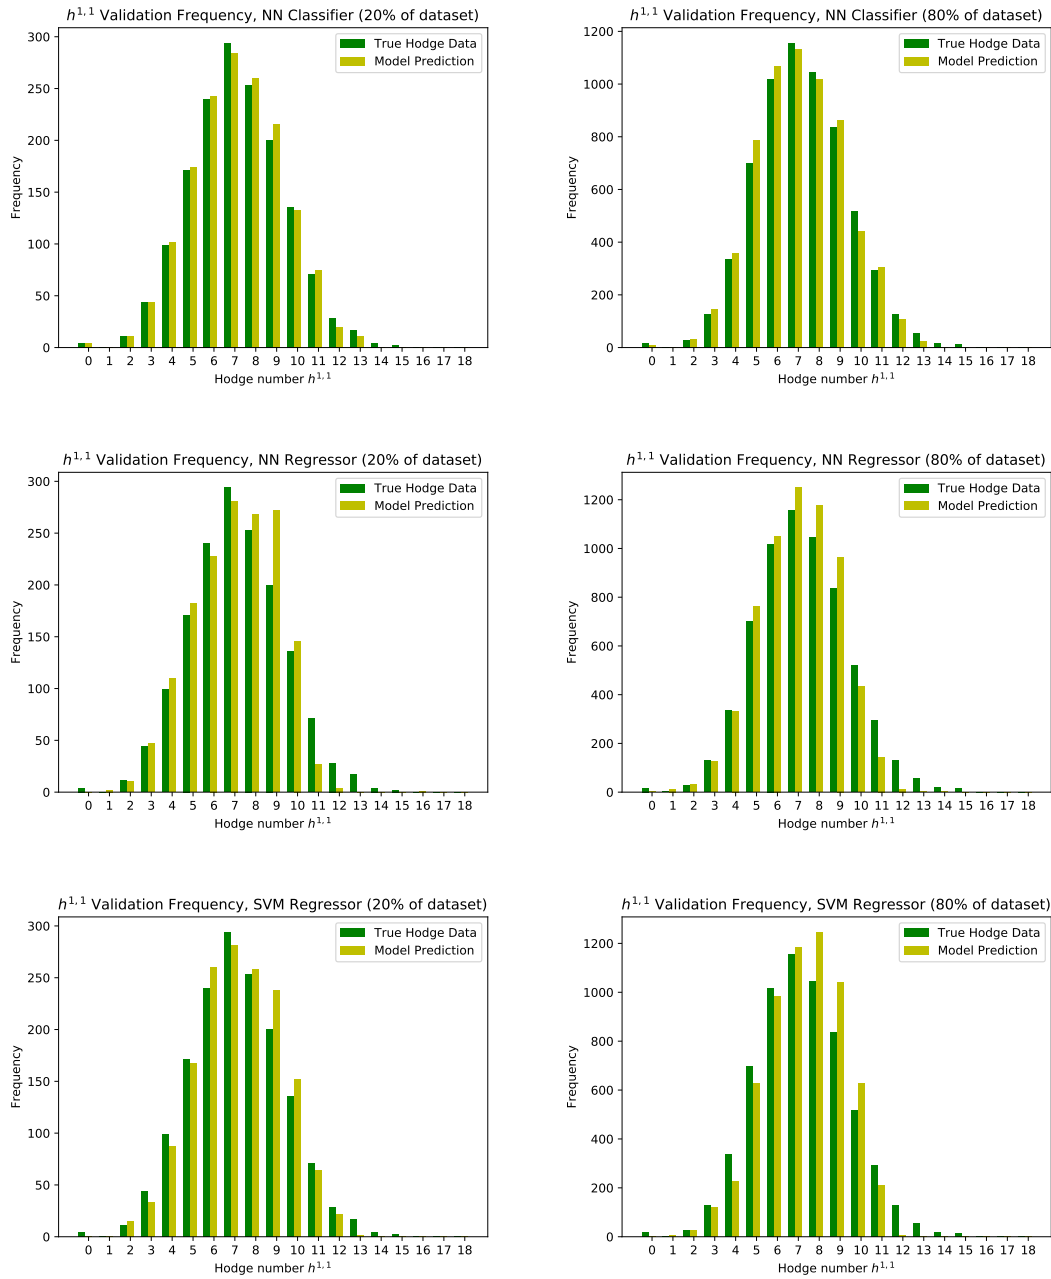 h^{1,1} Validation Frequency, NN Classifier (20% of dataset)
True Hodge Data
Model Prediction
Frequency
300
250
200
150
100
50
0
0 1 2 3 4 5 6 7 8 9 10 11 12 13 14 15 16 17 18
Hodge number h^{1,1}
h^{1,1} Validation Frequency, NN Classifier (80% of dataset)
True Hodge Data
Model Prediction
Frequency
1200
1000
800
600
400
200
0
0 1 2 3 4 5 6 7 8 9 10 11 12 13 14 15 16 17 18
Hodge number h^{1,1}
h^{1,1} Validation Frequency, NN Regressor (20% of dataset)
True Hodge Data
Model Prediction
Frequency
300
250
200
150
100
50
0
0 1 2 3 4 5 6 7 8 9 10 11 12 13 14 15 16 17 18
Hodge number h^{1,1}
h^{1,1} Validation Frequency, NN Regressor (80% of dataset)
True Hodge Data
Model Prediction
Frequency
1200
1000
800
600
400
200
0
0 1 2 3 4 5 6 7 8 9 10 11 12 13 14 15 16 17 18
Hodge number h^{1,1}
h^{1,1} Validation Frequency, SVM Regressor (20% of dataset)
True Hodge Data
Model Prediction
Frequency
300
250
200
150
100
50
0
0 1 2 3 4 5 6 7 8 9 10 11 12 13 14 15 16 17 18
Hodge number h^{1,1}
h^{1,1} Validation Frequency, SVM Regressor (80% of dataset)
True Hodge Data
Model Prediction
Frequency
1200
1000
800
600
400
200
0
0 1 2 3 4 5 6 7 8 9 10 11 12 13 14 15 16 17 18
Hodge number h^{1,1}